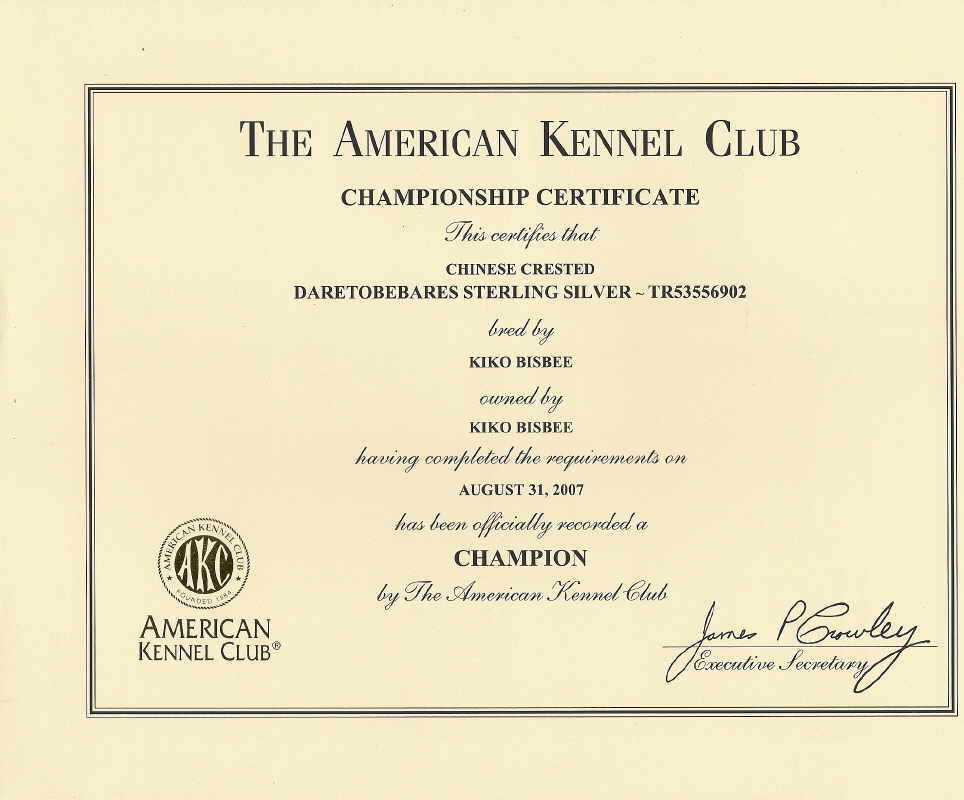 THE AMERICAN KENNEL CLUB
CHAMPIONSHIP CERTIFICATE
This certifies that
CHINESE CRESTED
DARETOBEBARES STERLING SILVER ~ TR53556902
bred by
KIKO BISBEE
owned by
KIKO BISBEE
having completed the requirements on
AUGUST 31, 2007
has been officially recorded a
CHAMPION
by The American Kennel Club
AMERICAN KENNEL CLUB
AKC
FOUNDED 1884
AMERICAN
KENNEL CLUB®
James P Crowley
Executive Secretary